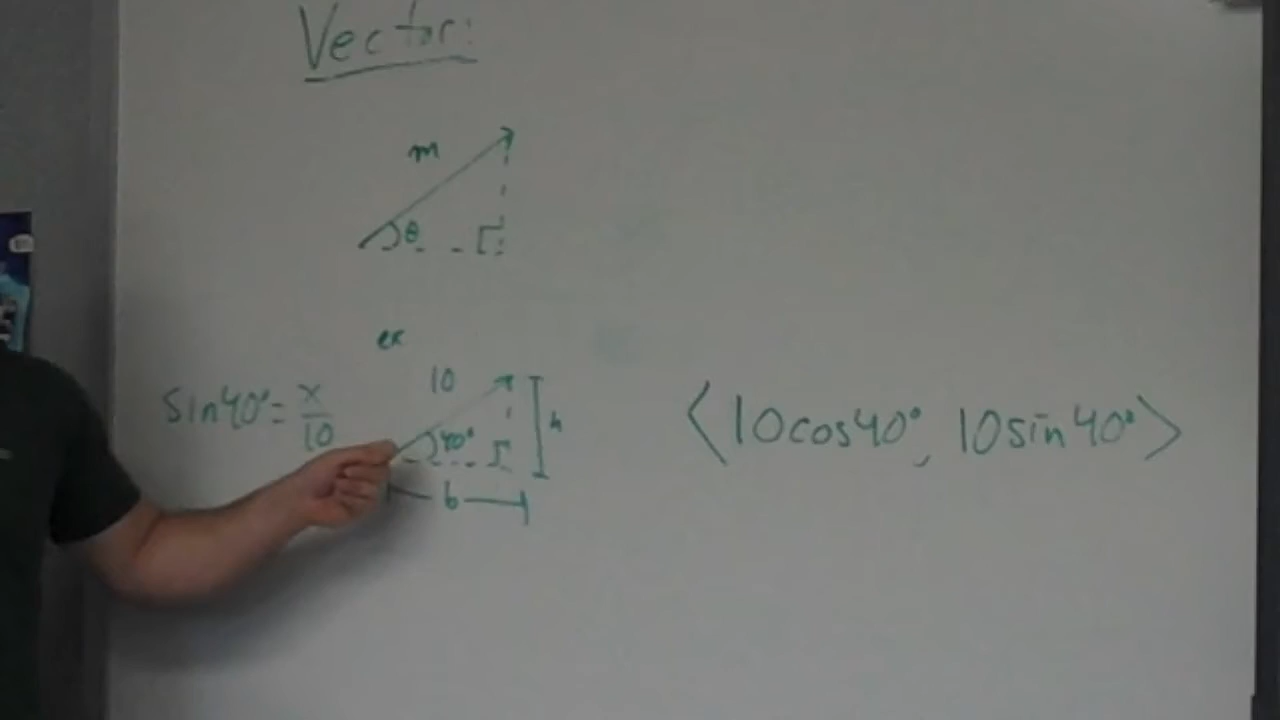 Vector:
m
θ
ex
10
sin40°= x/10
40°
h
b
⟨10cos40°, 10sin40°⟩